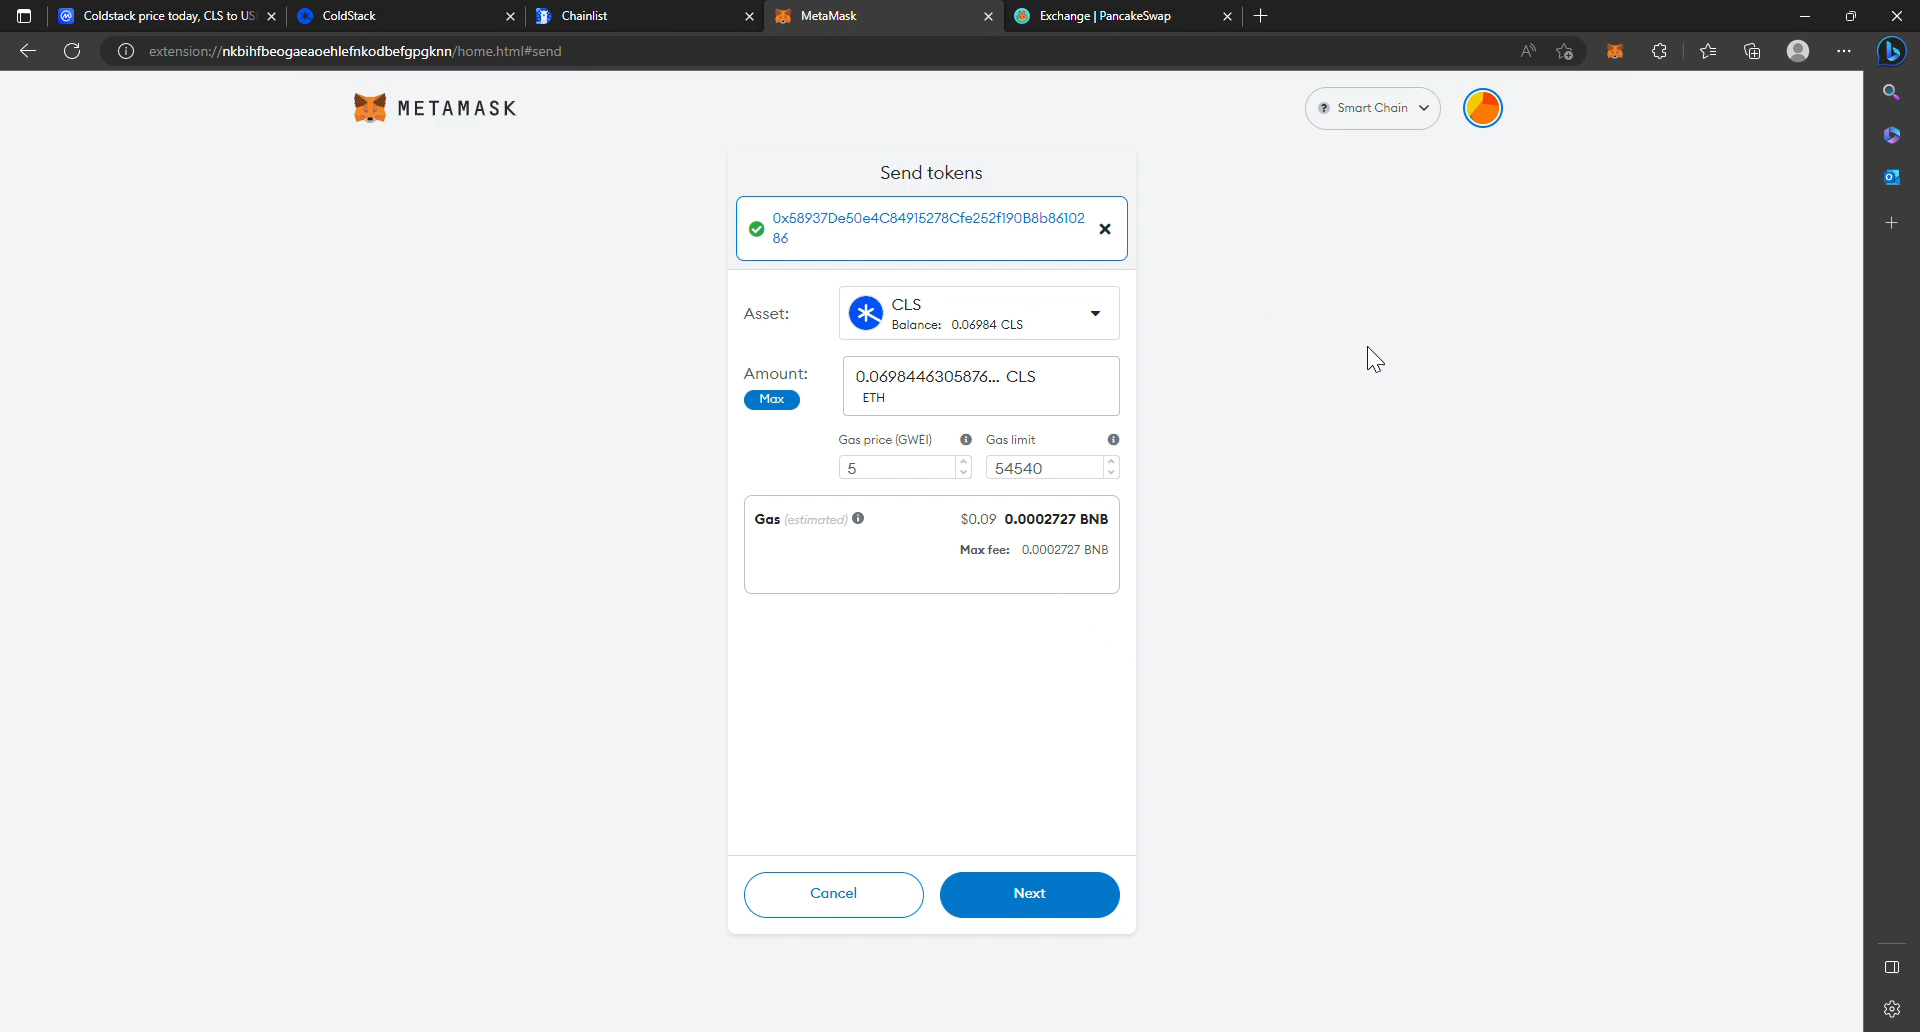 Coldstack price today, CLS to US
ColdStack
Chainlist
MetaMask
Exchange | PancakeSwap
extension://nkbihfbeogaeaoehlefnkodbefgpgknn/home.html#send
METAMASK
Smart Chain
Send tokens
0x58937De50e4C84915278Cfe252f190B8b86102
86
Asset:
CLS
Balance: 0.06984 CLS
Amount:
Max
0.0698446305876... CLS
ETH
Gas price (GWEI)
Gas limit
5
54540
Gas (estimated)
$0.09 0.0002727 BNB
Max fee: 0.0002727 BNB
Cancel
Next